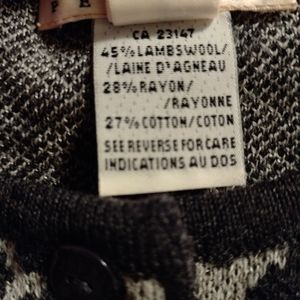 CA 23147
45% LAMBSWOOL/
/LAINE D'AGNEAU
28% RAYON/
/RAYONNE
27% COTTON/COTON
SEE REVERSE FOR CARE
INDICATIONS AU DOS